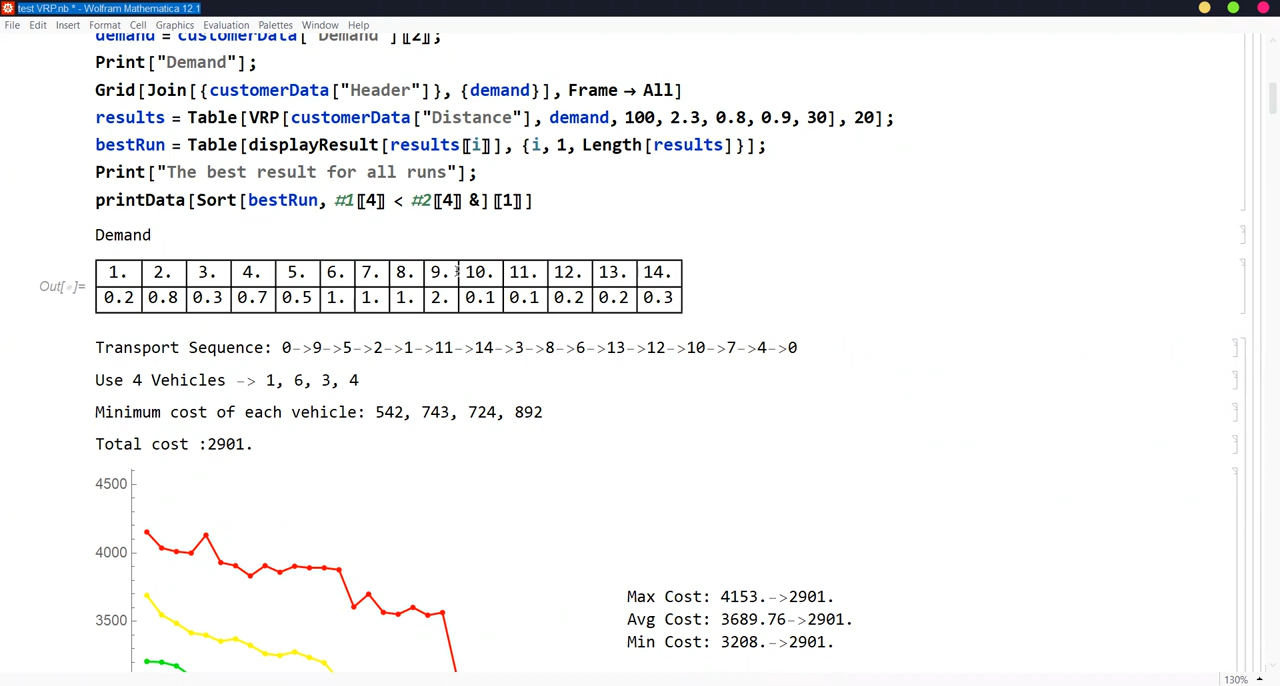 test VRP.nb * - Wolfram Mathematica 12.1
File Edit Insert Format Cell Graphics Evaluation Palettes Window Help
demand = customerData["Demand"]〚2〛;
Print["Demand"];
Grid[Join[{customerData["Header"]}, {demand}], Frame → All]
results = Table[VRP[customerData["Distance"], demand, 100, 2.3, 0.8, 0.9, 30], 20];
bestRun = Table[displayResult[results〚i〛], {i, 1, Length[results]}];
Print["The best result for all runs"];
printData[Sort[bestRun, #1〚4〛 < #2〚4〛 &]〚1〛]
Demand
Out[•]=
1. 2. 3. 4. 5. 6. 7. 8. 9. 10. 11. 12. 13. 14.
0.2 0.8 0.3 0.7 0.5 1. 1. 1. 2. 0.1 0.1 0.2 0.2 0.3
Transport Sequence: 0->9->5->2->1->11->14->3->8->6->13->12->10->7->4->0
Use 4 Vehicles -> 1, 6, 3, 4
Minimum cost of each vehicle: 542, 743, 724, 892
Total cost :2901.
4500
4000
3500
Max Cost: 4153.->2901.
Avg Cost: 3689.76->2901.
Min Cost: 3208.->2901.
130%